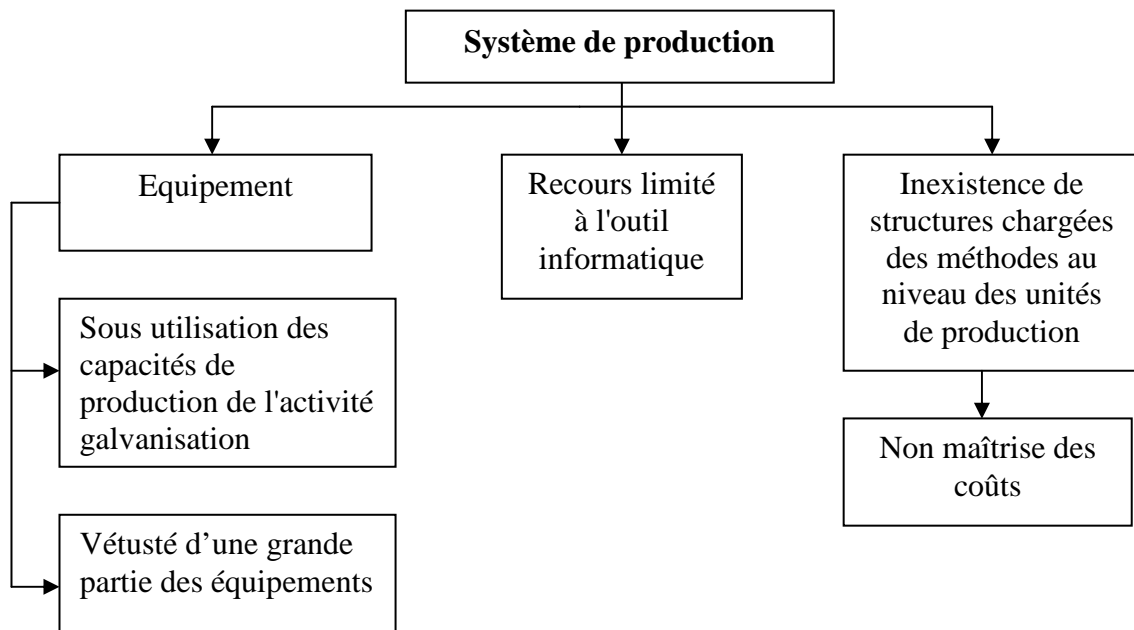 Système de production
Equipement
Recours limité
à l'outil
informatique
Inexistence de
structures chargées
des méthodes au
niveau des unités
de production
Sous utilisation des
capacités de
production de l'activité
galvanisation
Non maîtrise des
coûts
Vétusté d’une grande
partie des équipements